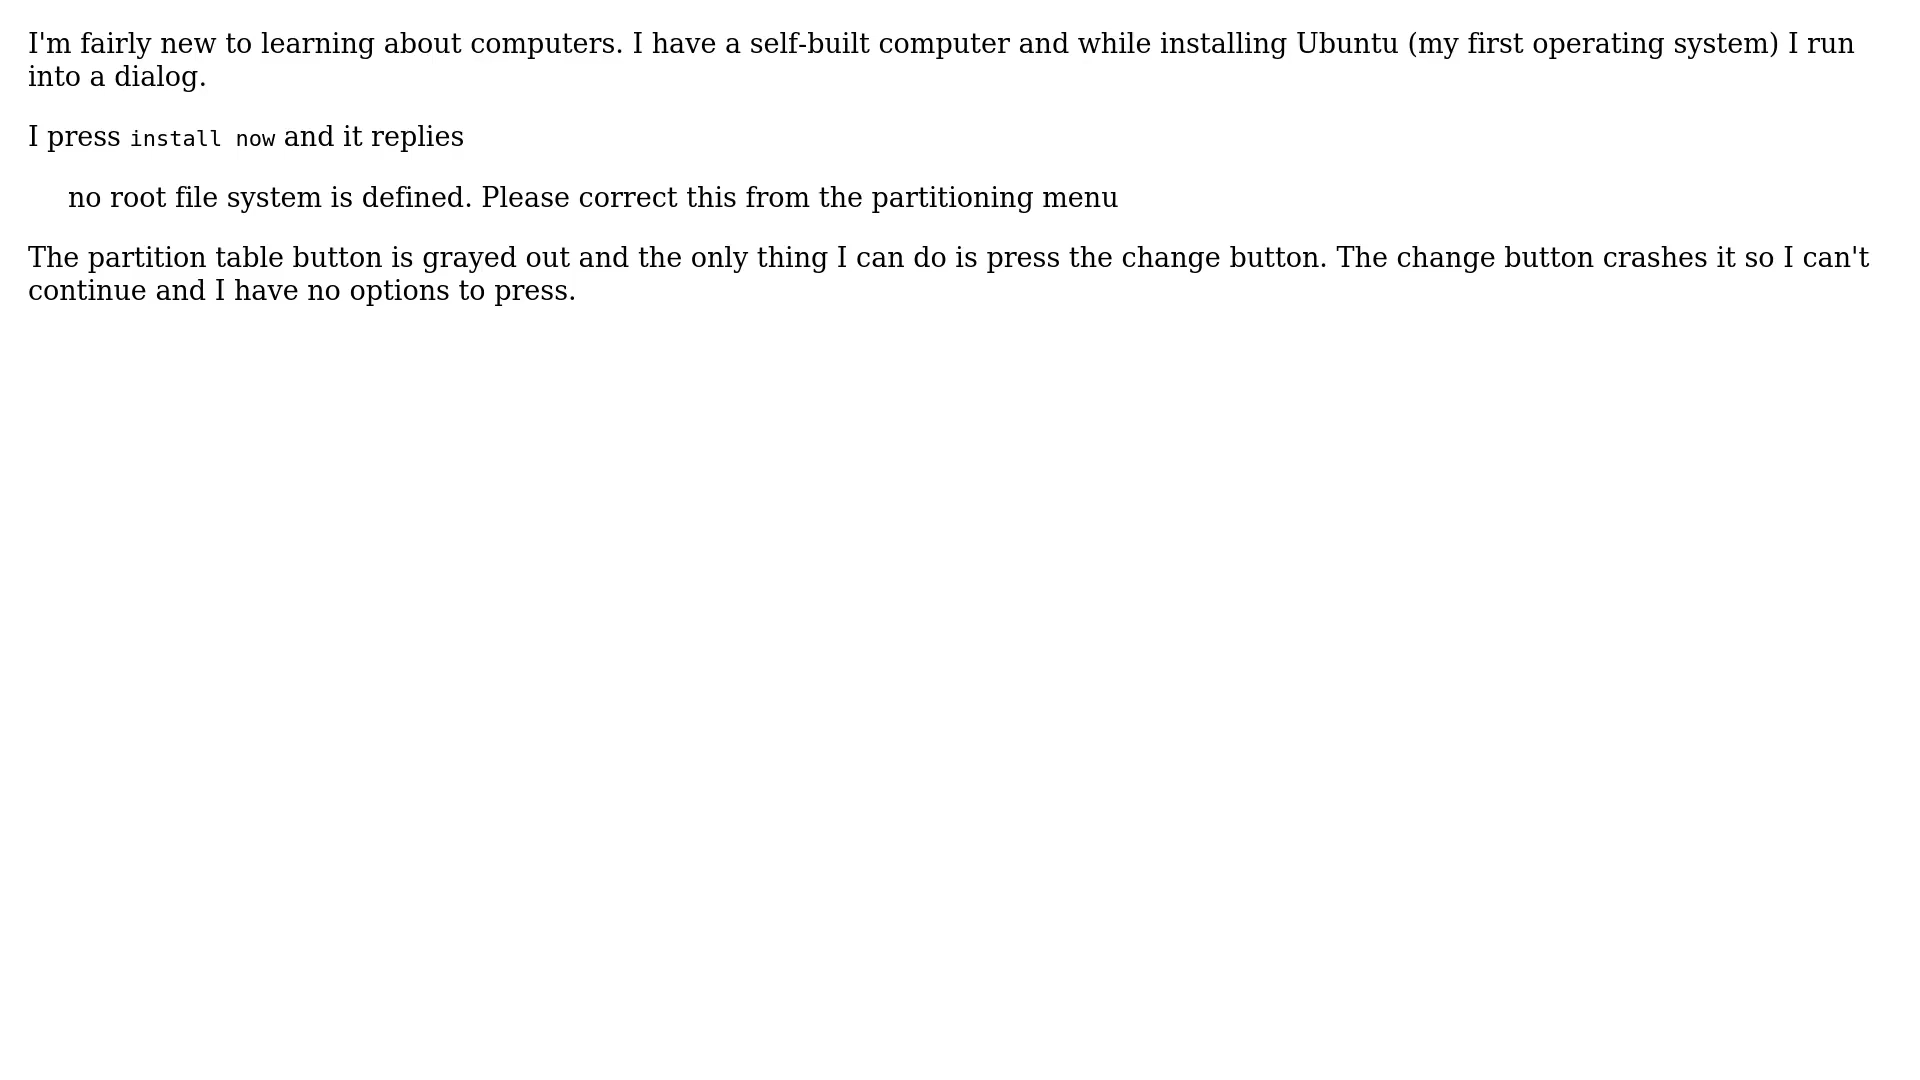 I'm fairly new to learning about computers. I have a self-built computer and while installing Ubuntu (my first operating system) I run
into a dialog.
I press install now and it replies
no root file system is defined. Please correct this from the partitioning menu
The partition table button is grayed out and the only thing I can do is press the change button. The change button crashes it so I can't
continue and I have no options to press.